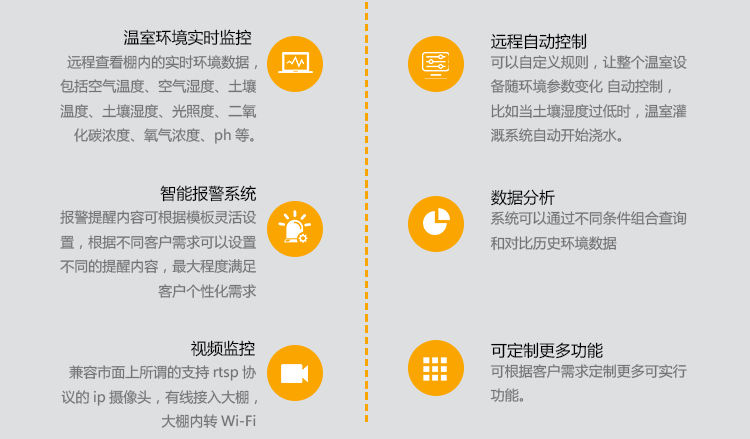 温室环境实时监控
远程查看棚内的实时环境数据，
包括空气温度、空气湿度、土壤
温度、土壤湿度、光照度、二氧
化碳浓度、氧气浓度、ph 等。
智能报警系统
报警提醒内容可根据模板灵活设
置，根据不同客户需求可以设置
不同的提醒内容，最大程度满足
客户个性化需求
视频监控
兼容市面上所谓的支持 rtsp 协
议的 ip 摄像头，有线接入大棚，
大棚内转 Wi-Fi
远程自动控制
可以自定义规则，让整个温室设
备随环境参数变化 自动控制，
比如当土壤湿度过低时，温室灌
溉系统自动开始浇水。
数据分析
系统可以通过不同条件组合查询
和对比历史环境数据
可定制更多功能
可根据客户需求定制更多可实行
功能。